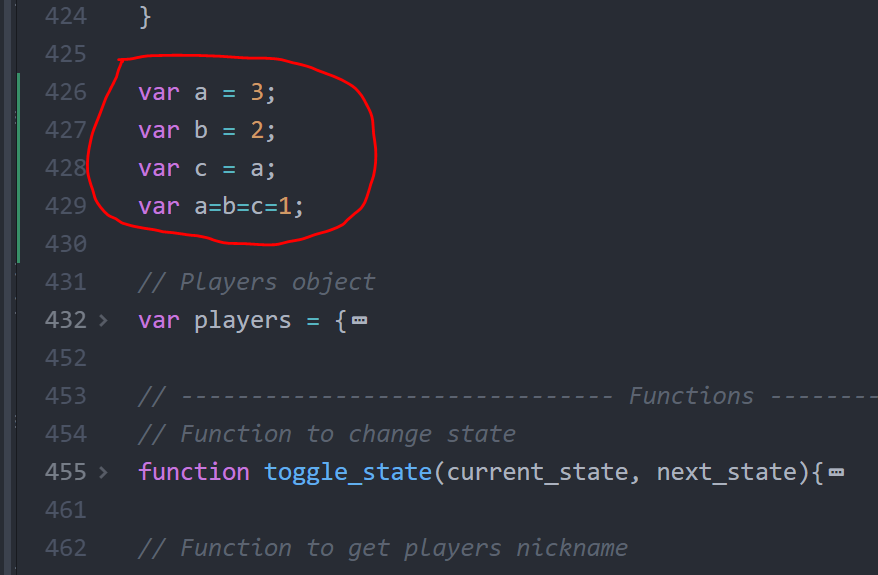 424 }
425
426 var a = 3;
427 var b = 2;
428 var c = a;
429 var a=b=c=1;
430
431 // Players object
432 > var players = {…
452
453 // ------------------------------- Functions --------
454 // Function to change state
455 > function toggle_state(current_state, next_state){…
461
462 // Function to get players nickname